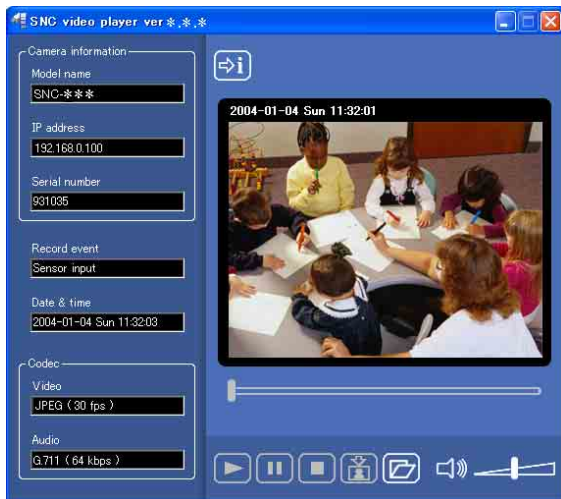 SNC video player ver *.*.*
Camera information
Model name
SNC-***
IP address
192.168.0.100
Serial number
931035
Record event
Sensor input
Date & time
2004-01-04 Sun 11:32:03
Codec
Video
JPEG ( 30 fps )
Audio
G.711 ( 64 kbps )
i
2004-01-04 Sun 11:32:01